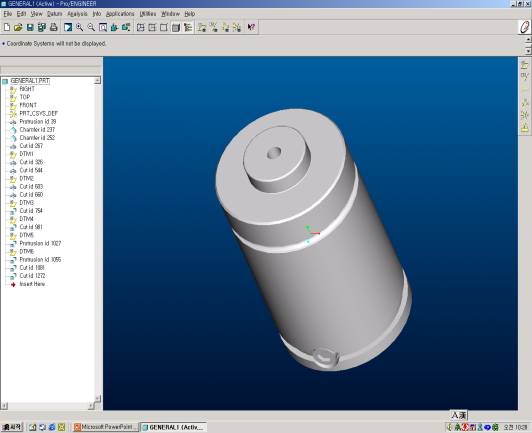 GENERAL1 (Active) - Pro/ENGINEER
File Edit View Datum Analysis Info Applications Utilities Window Help
• Coordinate Systems will not be displayed.
GENERAL1.PRT
RIGHT
TOP
FRONT
PRT_CSYS_DEF
Protrusion id 39
Chamfer id 237
Chamfer id 252
Cut id 267
DTM1
Cut id 326
Cut id 544
DTM2
Cut id 603
Cut id 660
DTM3
Cut id 754
DTM4
Cut id 981
DTM5
Protrusion id 1027
DTM6
Protrusion id 1055
Cut id 1081
Cut id 1272
Insert Here
시작 Microsoft PowerPoint ... GENERAL1 (Activ... 오전 10:28